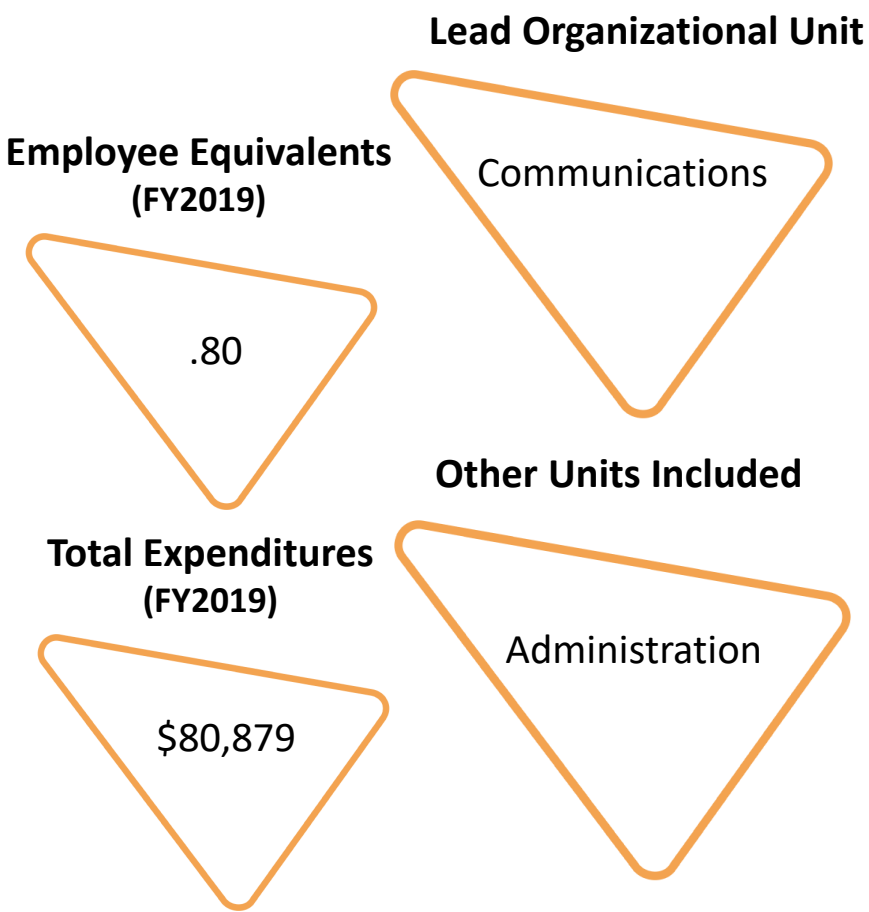 Lead Organizational Unit
Communications
Employee Equivalents
(FY2019)
.80
Other Units Included
Administration
Total Expenditures
(FY2019)
$80,879